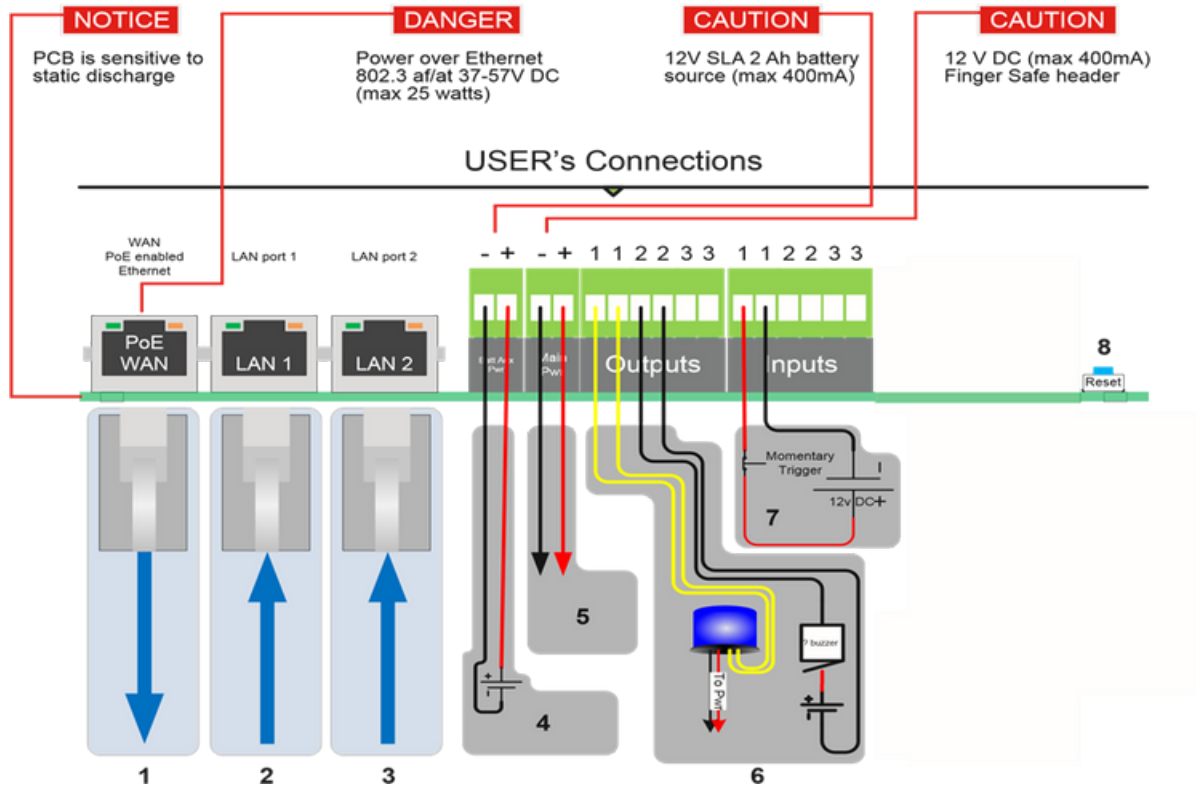 NOTICE
PCB is sensitive to
static discharge
DANGER
Power over Ethernet
802.3 af/at 37-57V DC
(max 25 watts)
CAUTION
12V SLA 2 Ah battery
source (max 400mA)
CAUTION
12 V DC (max 400mA)
Finger Safe header
USER's Connections
WAN
PoE enabled
Ethernet
LAN port 1
LAN port 2
- + - + 1 1 2 2 3 3 1 1 2 2 3 3
PoE
WAN
LAN 1
LAN 2
Aux
Pwr
Main
Pwr
Outputs
Inputs
8
Reset
Momentary
Trigger
-
12v DC+
7
5
? buzzer
To Pwr
+
-
4
+
-
6
1
2
3